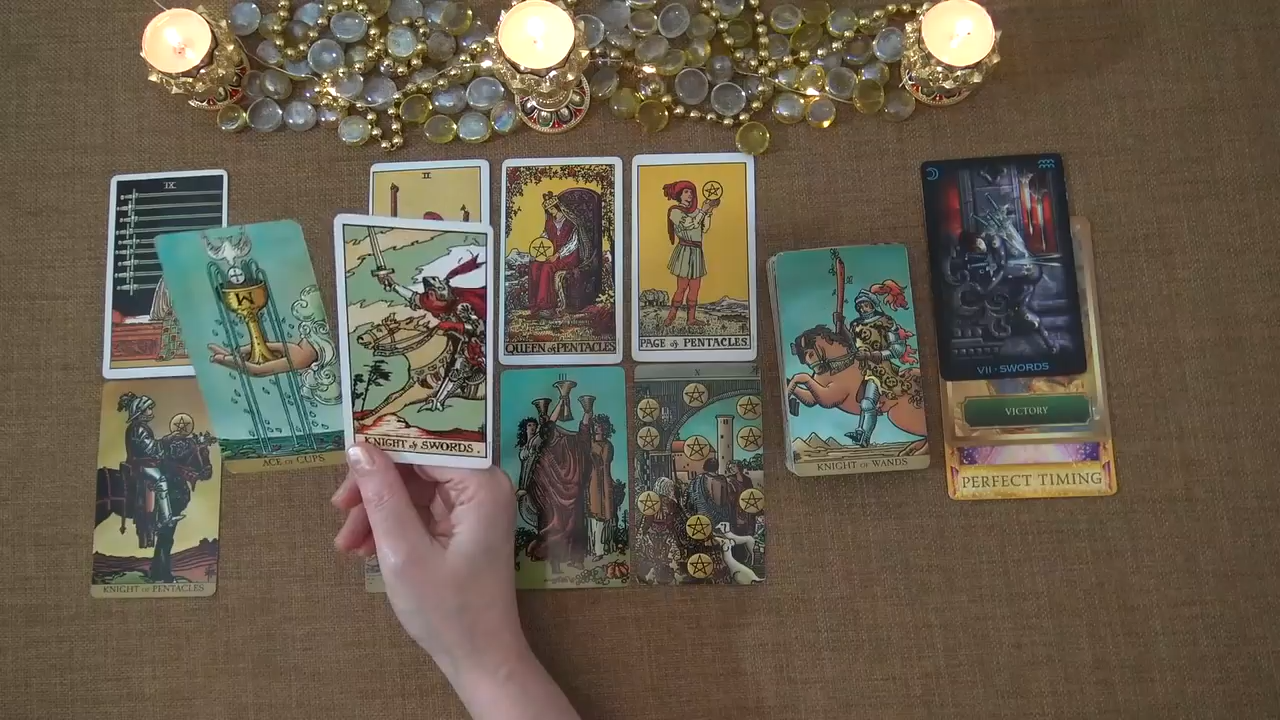 IX
II
QUEEN of PENTACLES
PAGE of PENTACLES
KNIGHT of SWORDS
ACE OF CUPS
KNIGHT OF PENTACLES
X
KNIGHT OF WANDS
VII · SWORDS
VICTORY
PERFECT TIMING